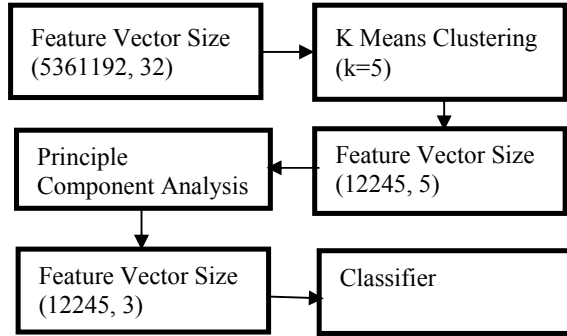 Feature Vector Size
(5361192, 32)
K Means Clustering
(k=5)
Feature Vector Size
(12245, 5)
Principle
Component Analysis
Feature Vector Size
(12245, 3)
Classifier